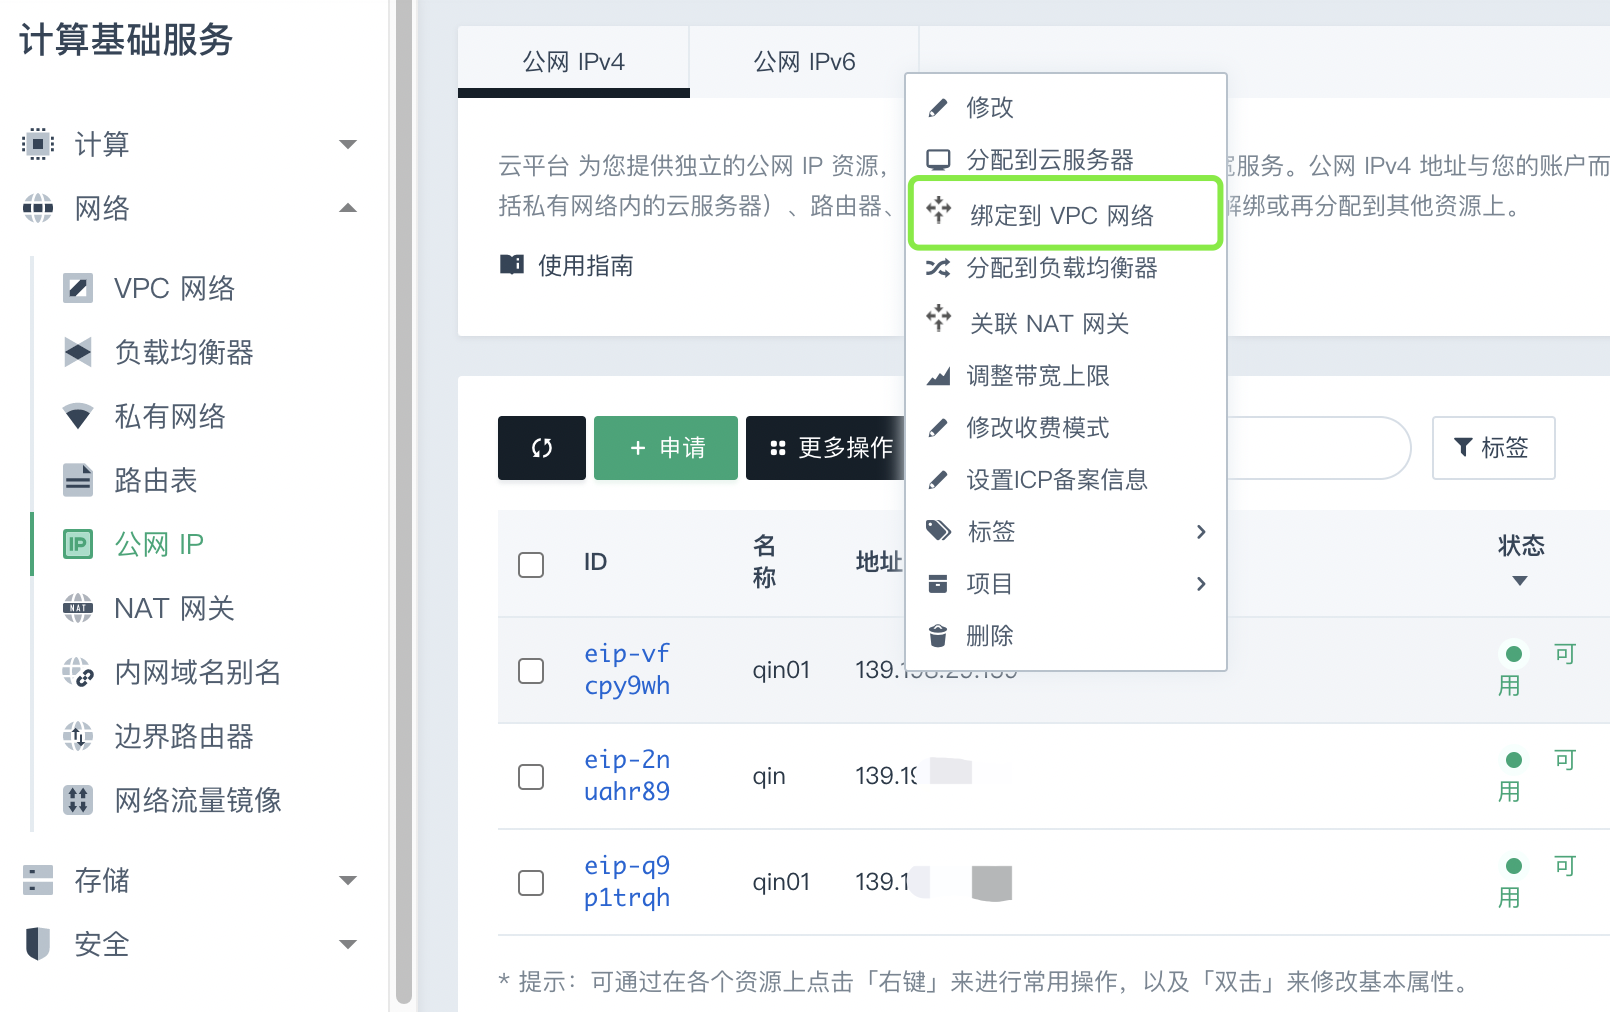 计算基础服务
计算
网络
VPC 网络
负载均衡器
私有网络
路由表
公网 IP
NAT 网关
内网域名别名
边界路由器
网络流量镜像
存储
安全
公网 IPv4
公网 IPv6
云平台 为您提供独立的公网 IP 资源，
服务。公网 IPv4 地址与您的账户而
括私有网络内的云服务器）、路由器、
解绑或再分配到其他资源上。
使用指南
修改
分配到云服务器
绑定到 VPC 网络
分配到负载均衡器
关联 NAT 网关
调整带宽上限
修改收费模式
设置ICP备案信息
标签
项目
删除
+ 申请
更多操作
标签
ID
名称
地址
状态
eip-vfcpy9wh
qin01
139.1
可用
eip-2nuahr89
qin
139.19
可用
eip-q9p1trqh
qin01
139.1
可用
* 提示：可通过在各个资源上点击「右键」来进行常用操作，以及「双击」来修改基本属性。